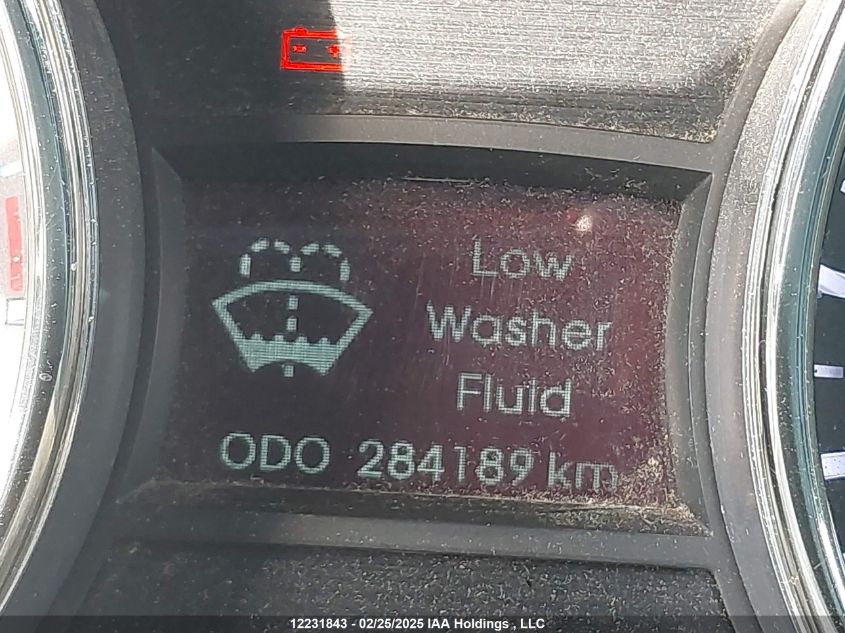 Low
Washer
Fluid
ODO 284189 km
12231843 - 02/25/2025 IAA Holdings , LLC